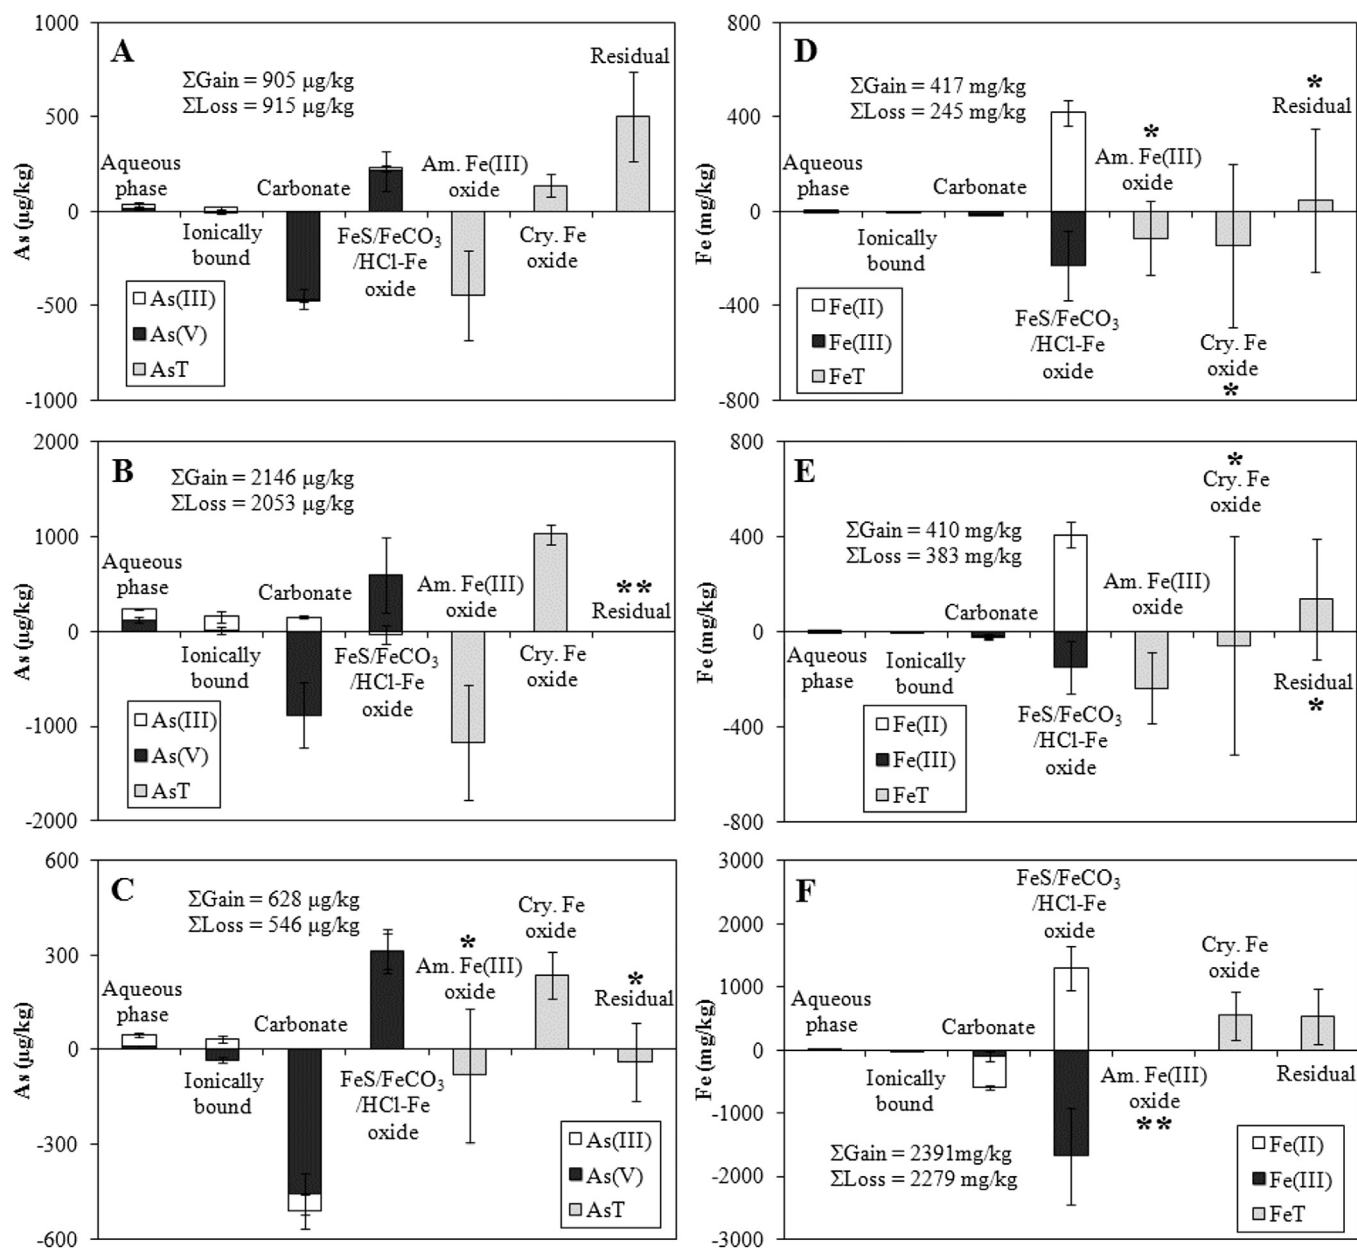 A
ΣGain = 905 µg/kg
ΣLoss = 915 µg/kg
As (µg/kg)
1000
500
0
-500
-1000
Aqueous
phase
Ionically
bound
Carbonate
FeS/FeCO₃
/HCl-Fe
oxide
Am. Fe(III)
oxide
Cry. Fe
oxide
Residual
As(III)
As(V)
AsT
D
ΣGain = 417 mg/kg
ΣLoss = 245 mg/kg
Fe (mg/kg)
800
400
0
-400
-800
Aqueous
phase
Ionically
bound
Carbonate
FeS/FeCO₃
/HCl-Fe
oxide
*
Am. Fe(III)
oxide
Cry. Fe
oxide
*
*
Residual
Fe(II)
Fe(III)
FeT
B
ΣGain = 2146 µg/kg
ΣLoss = 2053 µg/kg
As (µg/kg)
2000
1000
0
-1000
-2000
Aqueous
phase
Ionically
bound
Carbonate
FeS/FeCO₃
/HCl-Fe
oxide
Am. Fe(III)
oxide
Cry. Fe
oxide
**
Residual
As(III)
As(V)
AsT
E
ΣGain = 410 mg/kg
ΣLoss = 383 mg/kg
Fe (mg/kg)
800
400
0
-400
-800
Aqueous
phase
Ionically
bound
Carbonate
FeS/FeCO₃
/HCl-Fe
oxide
Am. Fe(III)
oxide
*
Cry. Fe
oxide
Residual
*
Fe(II)
Fe(III)
FeT
C
ΣGain = 628 µg/kg
ΣLoss = 546 µg/kg
As (µg/kg)
600
300
0
-300
-600
Aqueous
phase
Ionically
bound
Carbonate
FeS/FeCO₃
/HCl-Fe
oxide
*
Am. Fe(III)
oxide
Cry. Fe
oxide
*
Residual
As(III)
As(V)
AsT
F
ΣGain = 2391mg/kg
ΣLoss = 2279 mg/kg
Fe (mg/kg)
3000
2000
1000
0
-1000
-2000
-3000
Aqueous
phase
Ionically
bound
Carbonate
FeS/FeCO₃
/HCl-Fe
oxide
Am. Fe(III)
oxide
**
Cry. Fe
oxide
Residual
Fe(II)
Fe(III)
FeT